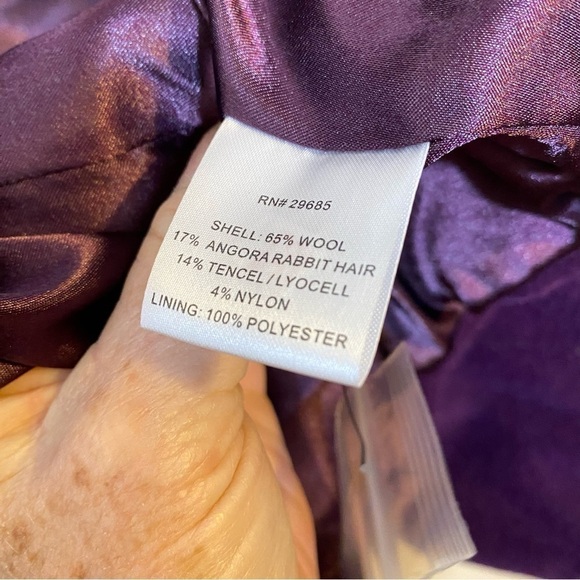 RN# 29685
SHELL: 65% WOOL
17% ANGORA RABBIT HAIR
14% TENCEL / LYOCELL
4% NYLON
LINING: 100% POLYESTER